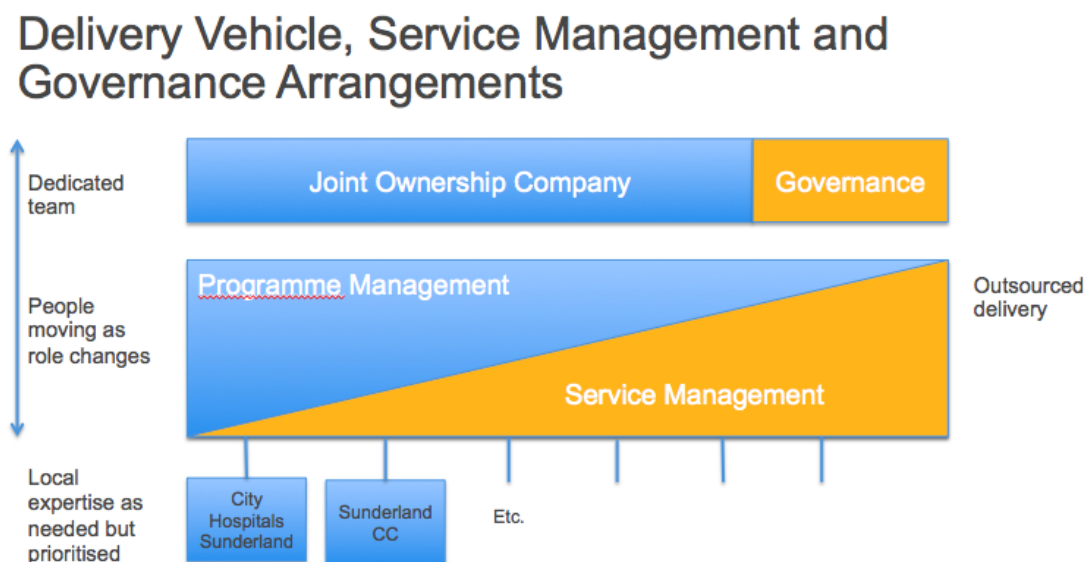 Delivery Vehicle, Service Management and
Governance Arrangements
Dedicated
team
Joint Ownership Company
Governance
People
moving as
role changes
Programme Management
Service Management
Outsourced
delivery
Local
expertise as
needed but
prioritised
City
Hospitals
Sunderland
Sunderland
CC
Etc.